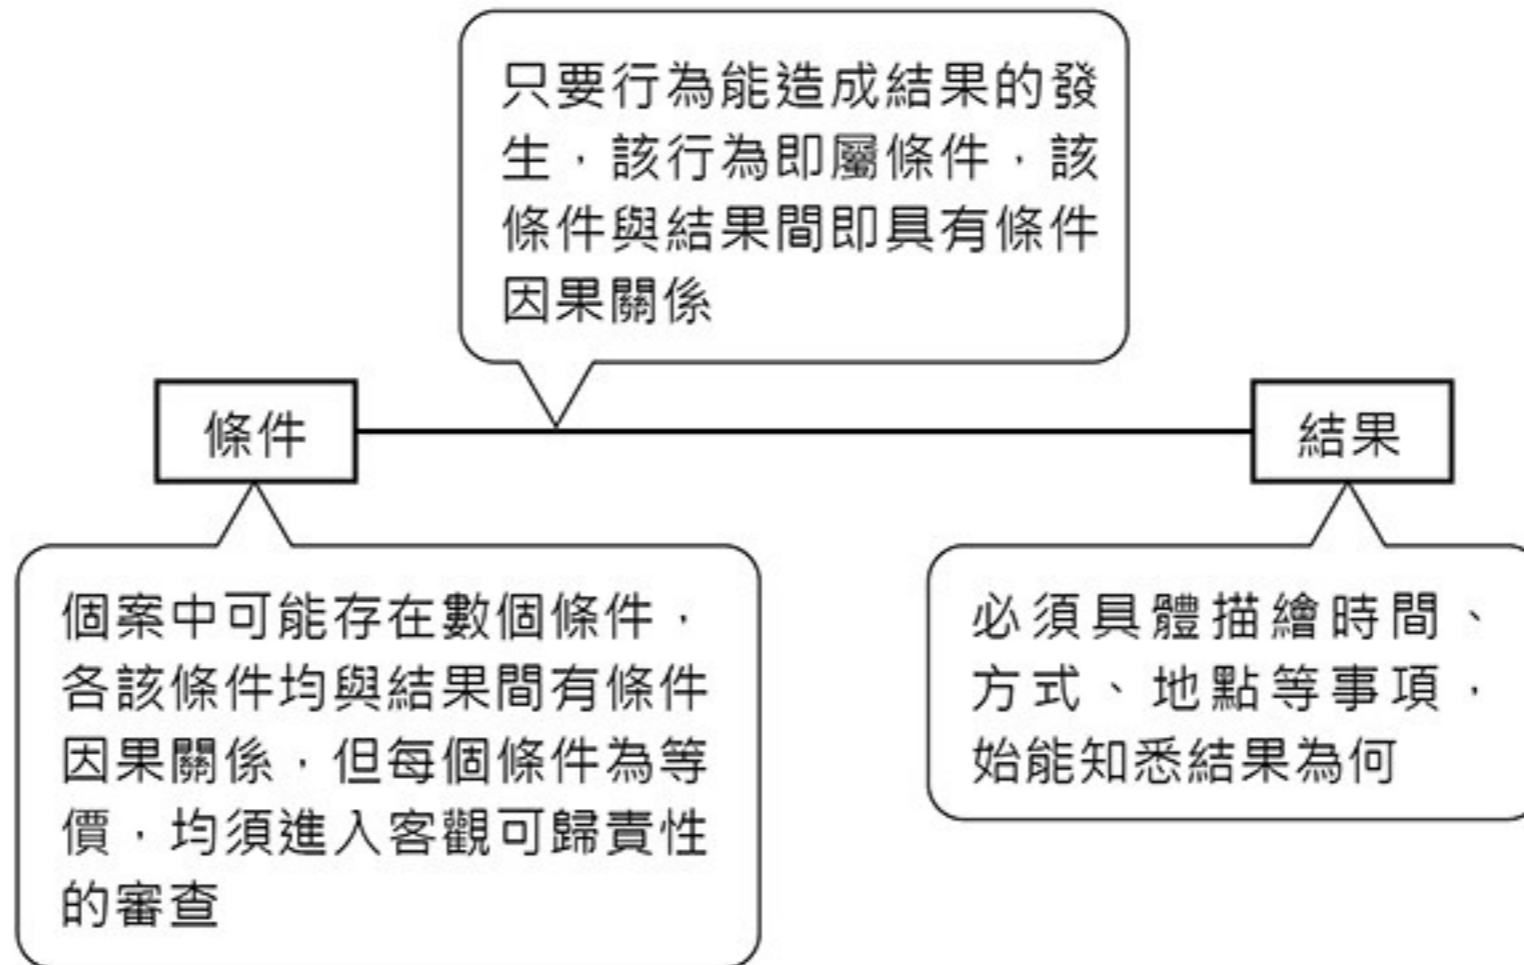 只要行為能造成結果的發
生，該行為即屬條件，該
條件與結果間即具有條件
因果關係
條件
結果
個案中可能存在數個條件，
各該條件均與結果間有條件
因果關係，但每個條件為等
價，均須進入客觀可歸責性
的審查
必須具體描繪時間、
方式、地點等事項，
始能知悉結果為何